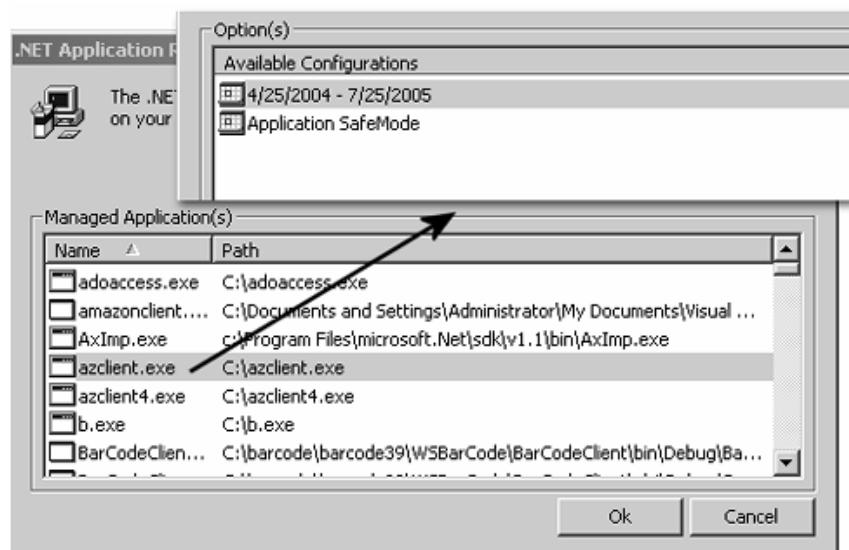 Option(s)
Available Configurations
4/25/2004 - 7/25/2005
Application SafeMode
.NET Application
The .NE
on your
Managed Application(s)
Name Path
adoaccess.exe C:\adoaccess.exe
amazonclient.... C:\Documents and Settings\Administrator\My Documents\Visual ...
AxImp.exe c:\Program Files\microsoft.Net\sdk\v1.1\bin\AxImp.exe
azclient.exe C:\azclient.exe
azclient4.exe C:\azclient4.exe
b.exe C:\b.exe
BarCodeClien... C:\barcode\barcode39\WSBarCode\BarCodeClient\bin\Debug\Ba...
Ok Cancel